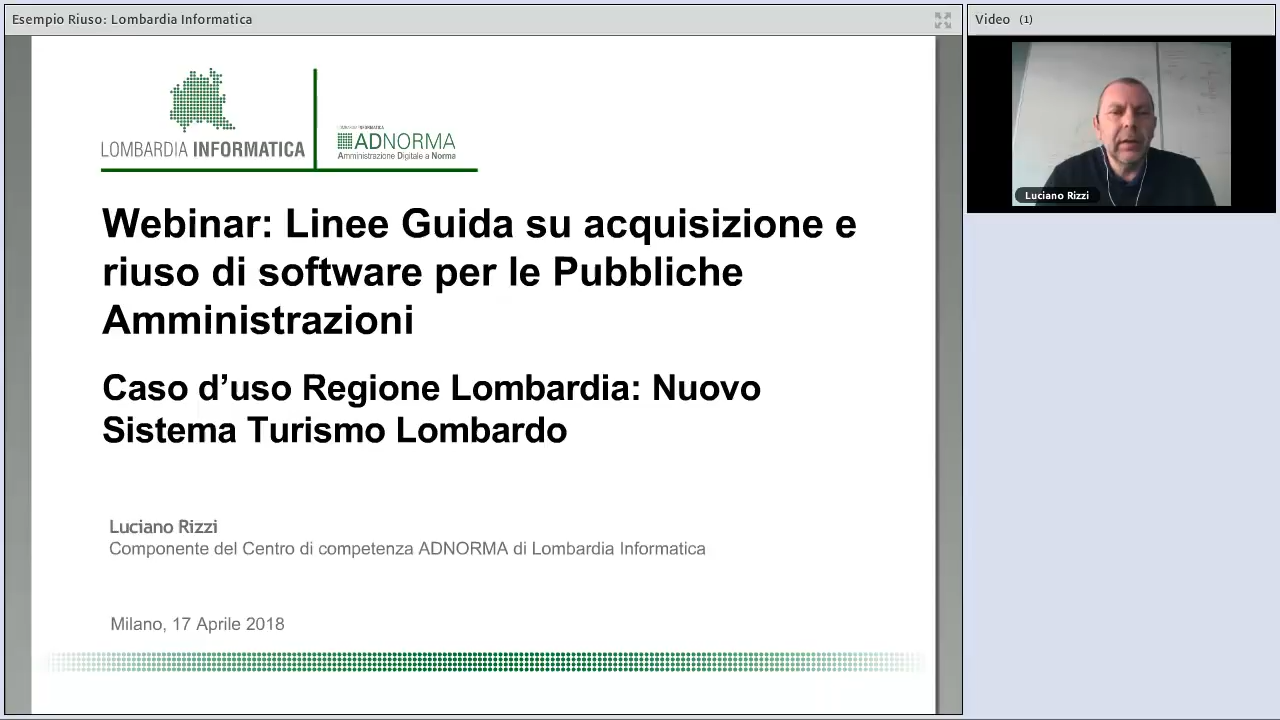 Esempio Riuso: Lombardia Informatica
Video (1)
LOMBARDIA INFORMATICA
LOMBARDIA INFORMATICA
ADNORMA
Amministrazione Digitale a Norma
Luciano Rizzi
Webinar: Linee Guida su acquisizione e
riuso di software per le Pubbliche
Amministrazioni
Caso d’uso Regione Lombardia: Nuovo
Sistema Turismo Lombardo
Luciano Rizzi
Componente del Centro di competenza ADNORMA di Lombardia Informatica
Milano, 17 Aprile 2018